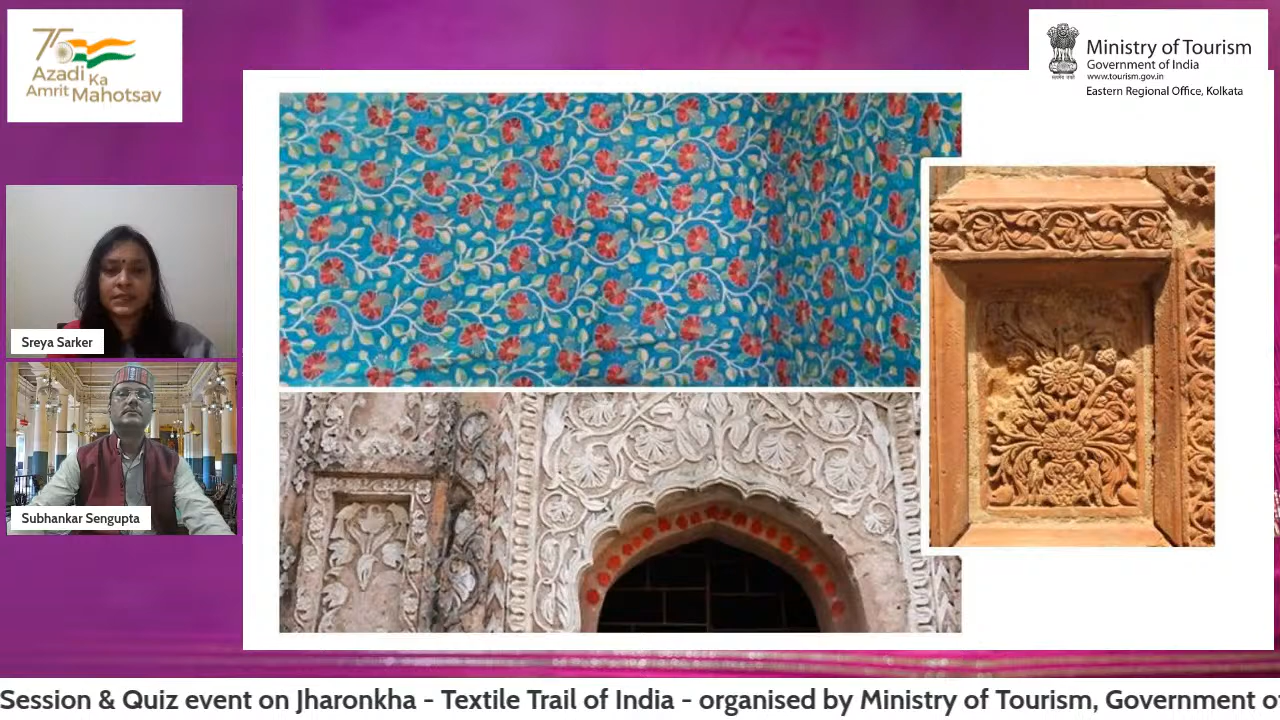 75
Azadi Ka
Amrit Mahotsav
Ministry of Tourism
Government of India
www.tourism.gov.in
Eastern Regional Office, Kolkata
Sreya Sarker
Subhankar Sengupta
Session & Quiz event on Jharonkha - Textile Trail of India - organised by Ministry of Tourism, Government o